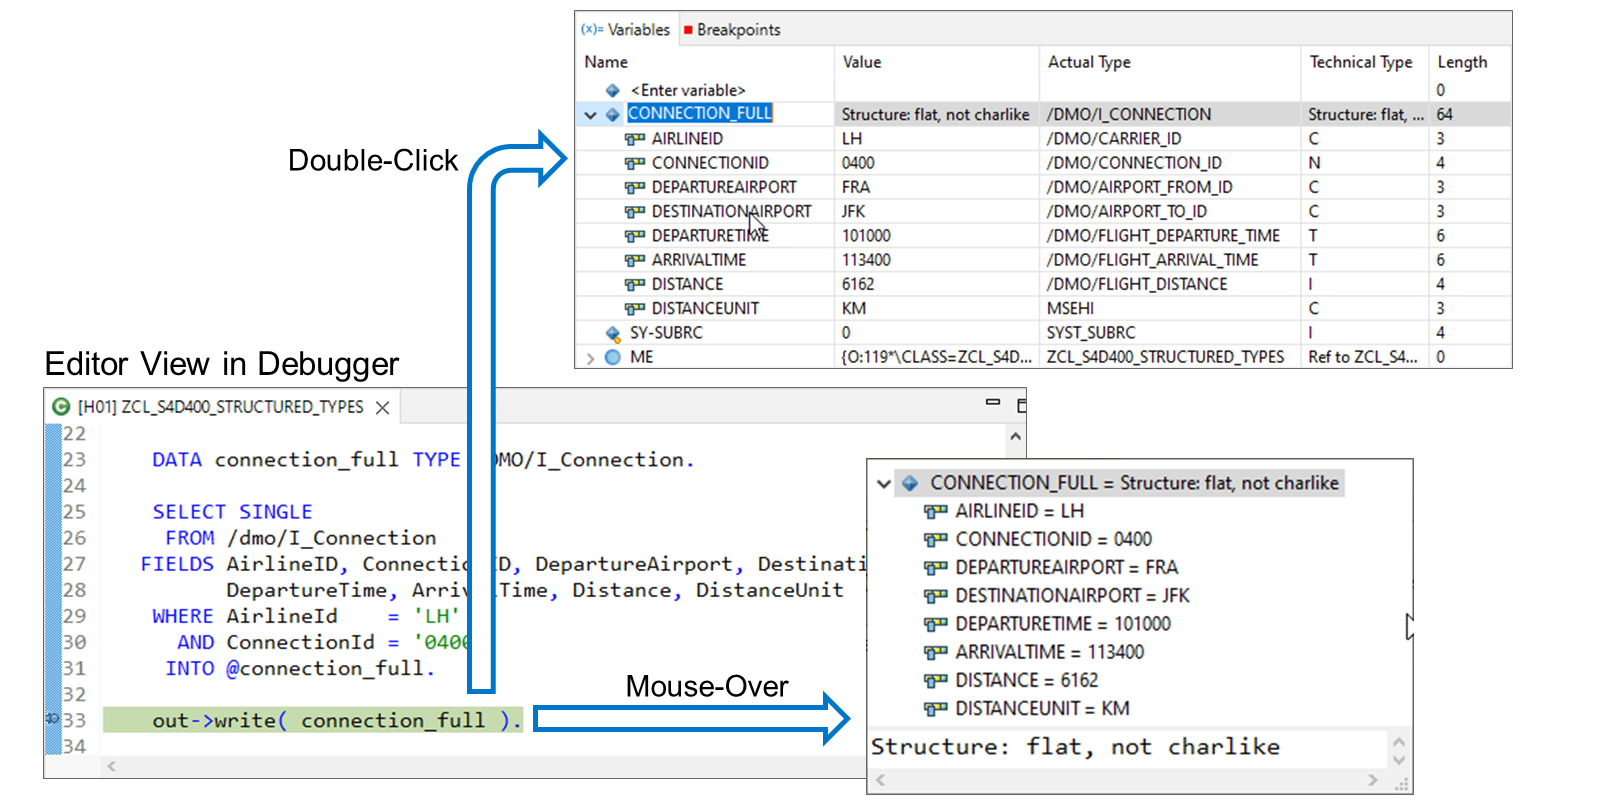 (x)= Variables Breakpoints
Name Value Actual Type Technical Type Length
<Enter variable> 0
CONNECTION_FULL Structure: flat, not charlike /DMO/I_CONNECTION Structure: flat, ... 64
AIRLINEID LH /DMO/CARRIER_ID C 3
CONNECTIONID 0400 /DMO/CONNECTION_ID N 4
DEPARTUREAIRPORT FRA /DMO/AIRPORT_FROM_ID C 3
DESTINATIONAIRPORT JFK /DMO/AIRPORT_TO_ID C 3
DEPARTURETIME 101000 /DMO/FLIGHT_DEPARTURE_TIME T 6
ARRIVALTIME 113400 /DMO/FLIGHT_ARRIVAL_TIME T 6
DISTANCE 6162 /DMO/FLIGHT_DISTANCE I 4
DISTANCEUNIT KM MSEHI C 3
SY-SUBRC 0 SYST_SUBRC I 4
ME {O:119*\CLASS=ZCL_S4D... ZCL_S4D400_STRUCTURED_TYPES Ref to ZCL_S4... 0
Double-Click
Editor View in Debugger
[H01] ZCL_S4D400_STRUCTURED_TYPES
22
23 DATA connection_full TYPE DMO/I_Connection.
24
25 SELECT SINGLE
26 FROM /dmo/I_Connection
27 FIELDS AirlineID, Connectio D, DepartureAirport, Destinati
28 DepartureTime, Arri Time, Distance, DistanceUnit
29 WHERE AirlineId = 'LH'
30 AND ConnectionId = '0400
31 INTO @connection_full.
32
33 out->write( connection_full ).
34
Mouse-Over
CONNECTION_FULL = Structure: flat, not charlike
AIRLINEID = LH
CONNECTIONID = 0400
DEPARTUREAIRPORT = FRA
DESTINATIONAIRPORT = JFK
DEPARTURETIME = 101000
ARRIVALTIME = 113400
DISTANCE = 6162
DISTANCEUNIT = KM
Structure: flat, not charlike